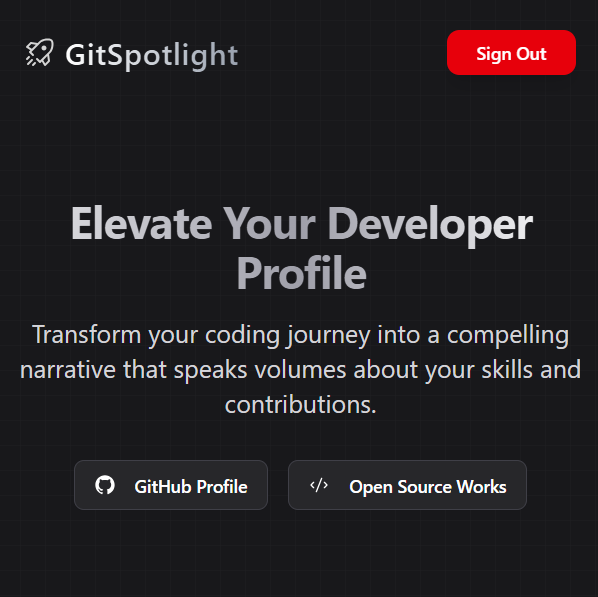 GitSpotlight
Sign Out
Elevate Your Developer
Profile
Transform your coding journey into a compelling
narrative that speaks volumes about your skills and
contributions.
GitHub Profile
</> Open Source Works